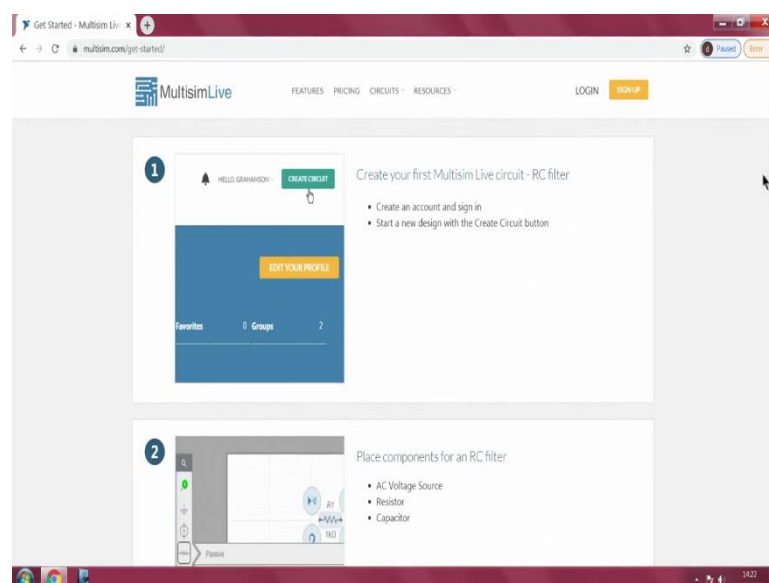 Get Started - Multisim Liv
multisim.com/get-started/
d Paused
Error
MultisimLive
FEATURES PRICING CIRCUITS RESOURCES
LOGIN SIGN UP
1
HELLO, GRAHAMSON
CREATE CIRCUIT
EDIT YOUR PROFILE
Favorites 0 Groups 2
Create your first Multisim Live circuit - RC filter
• Create an account and sign in
• Start a new design with the Create Circuit button
2
R1
1kΩ
Passive
Place components for an RC filter
• AC Voltage Source
• Resistor
• Capacitor
1422